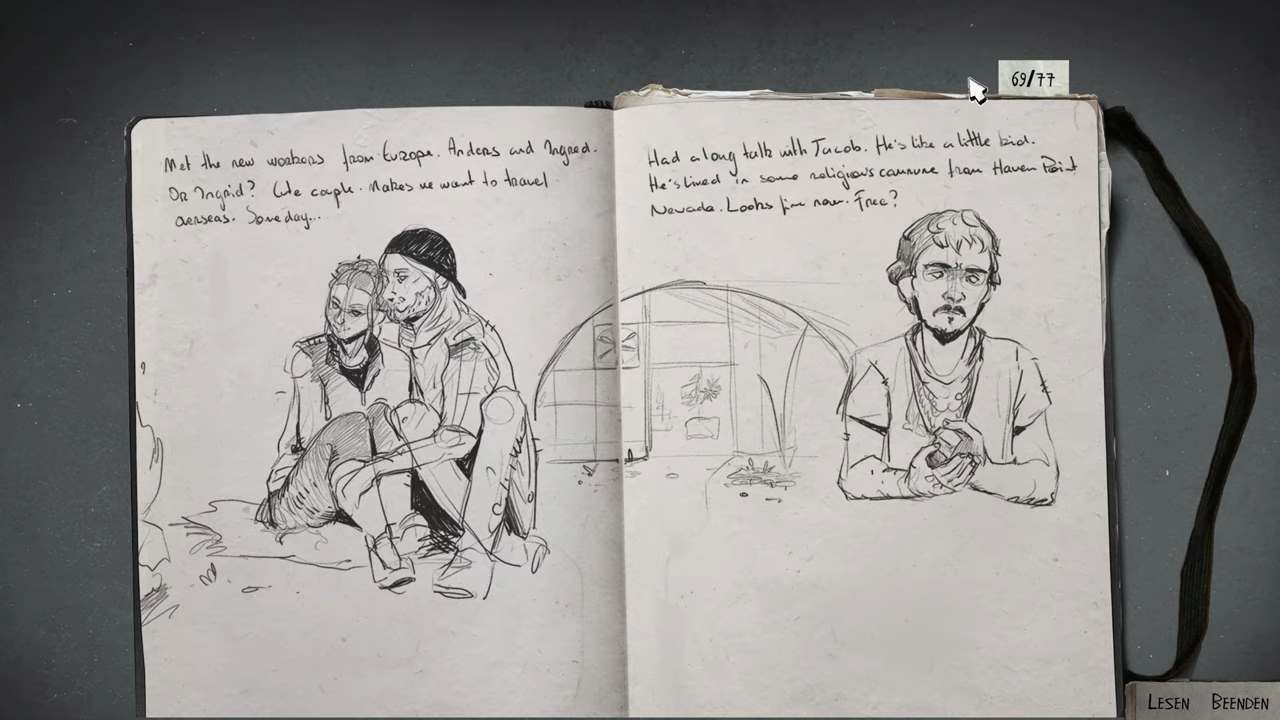 69/77
Met the new workers from Europe. Anders and Ingred.
Or Ingrid? Cute couple. Makes me want to travel
overseas. Someday...
Had a long talk with Jacob. He's like a little bird.
He's lived in some religious commune from Haven Point
Nevada. Looks fine now. Free?
LESEN BEENDEN